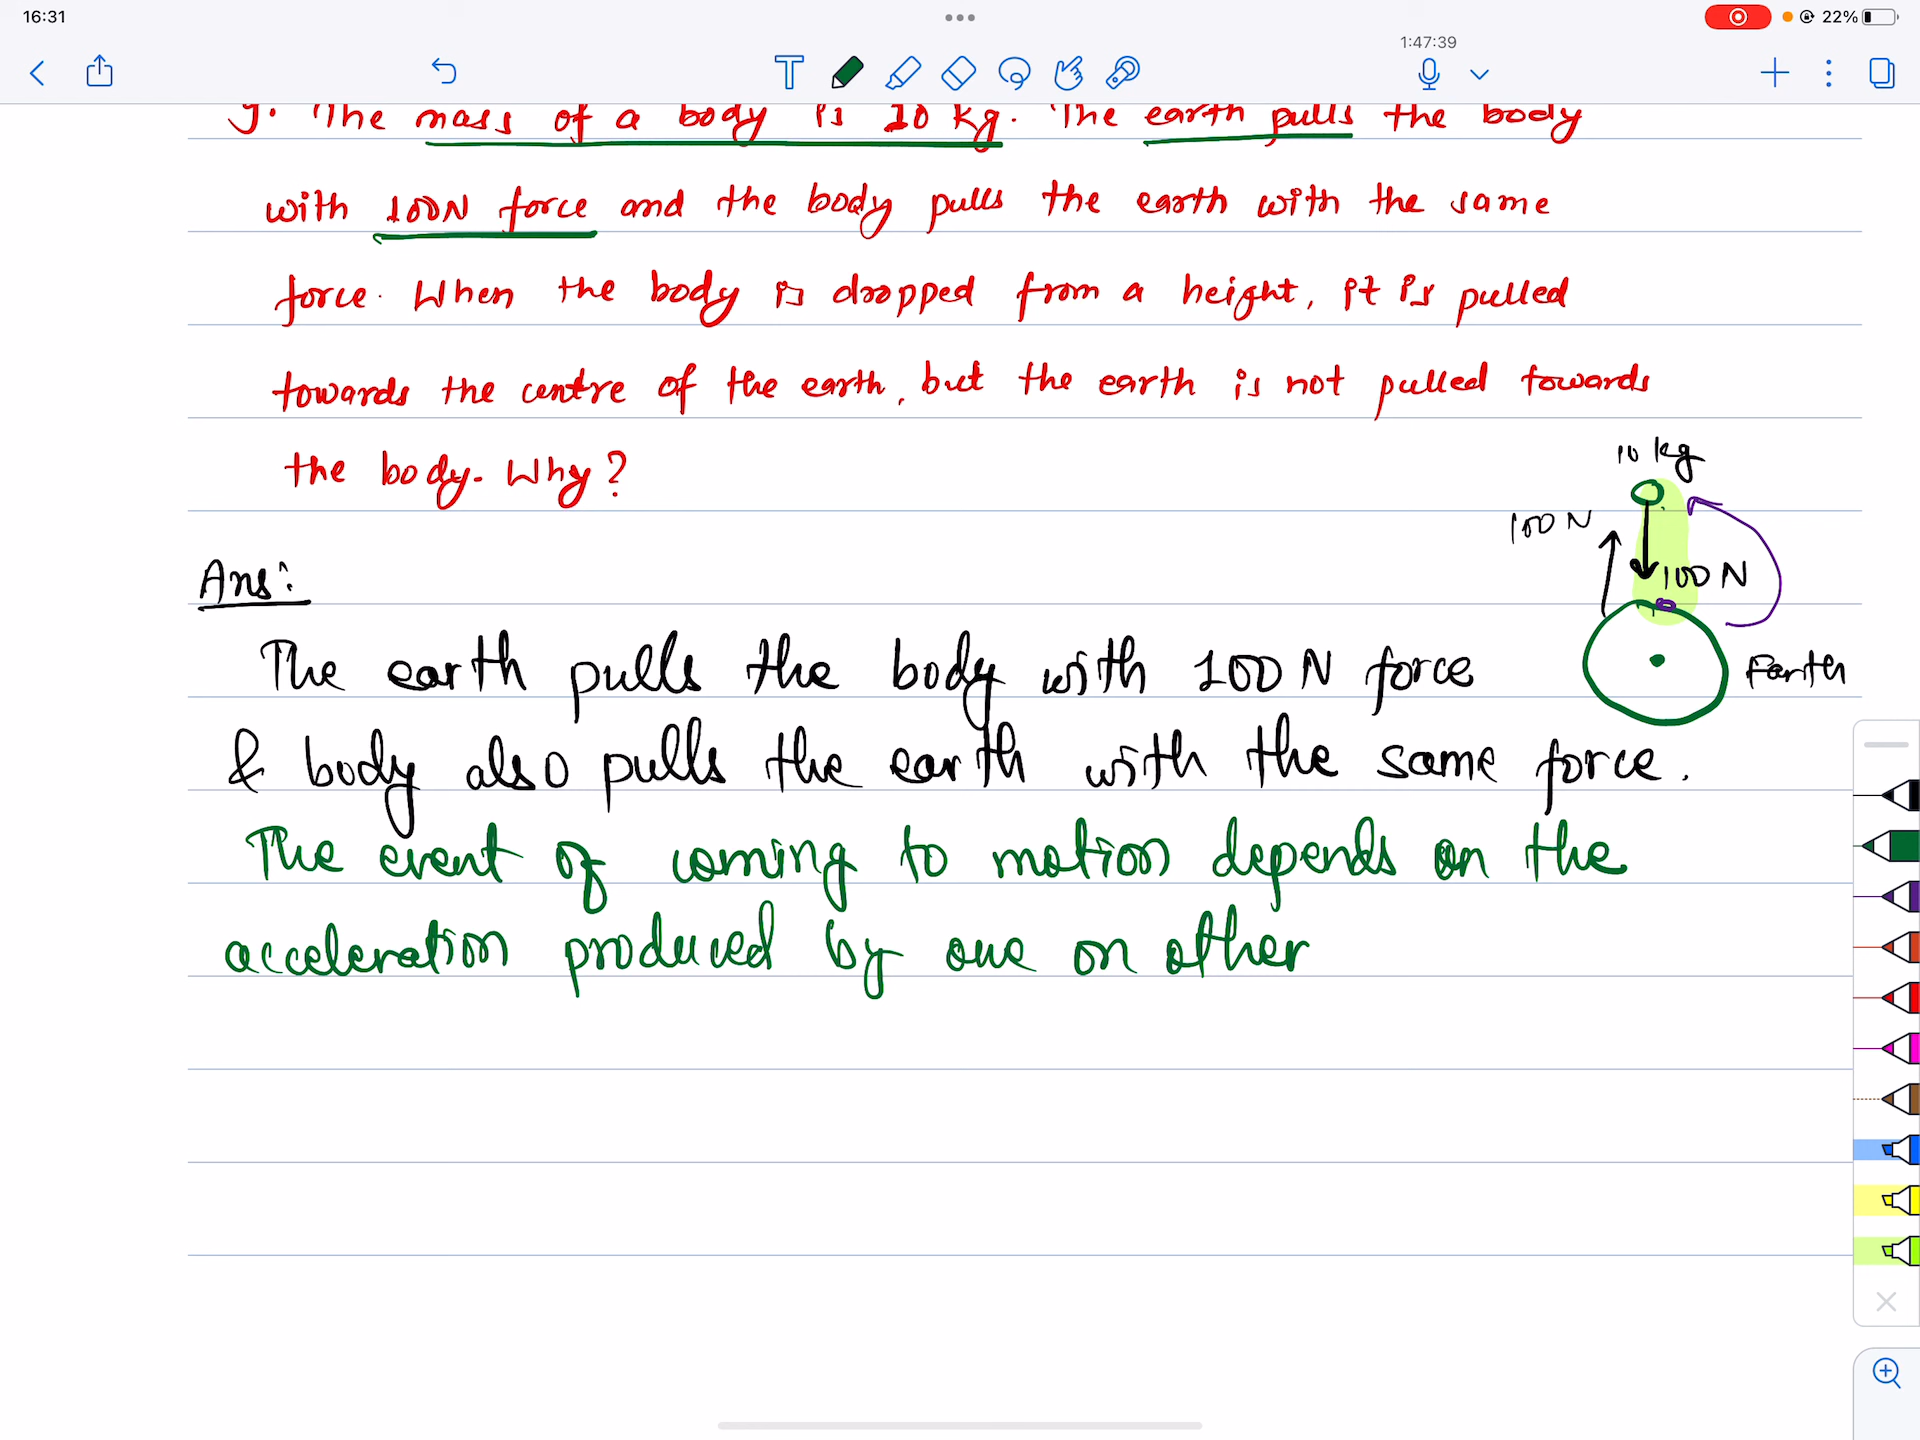 16:31
22%
1:47:39
The mass of a body is 10 kg. The earth pulls the body
with 100N force and the body pulls the earth with the same
force. When the body is dropped from a height, it is pulled
towards the centre of the earth, but the earth is not pulled towards
the body. Why?
10 kg
100 N
100 N
Earth
Ans:
The earth pulls the body with 100 N force
& body also pulls the earth with the same force.
The event of coming to motion depends on the
acceleration produced by one on other